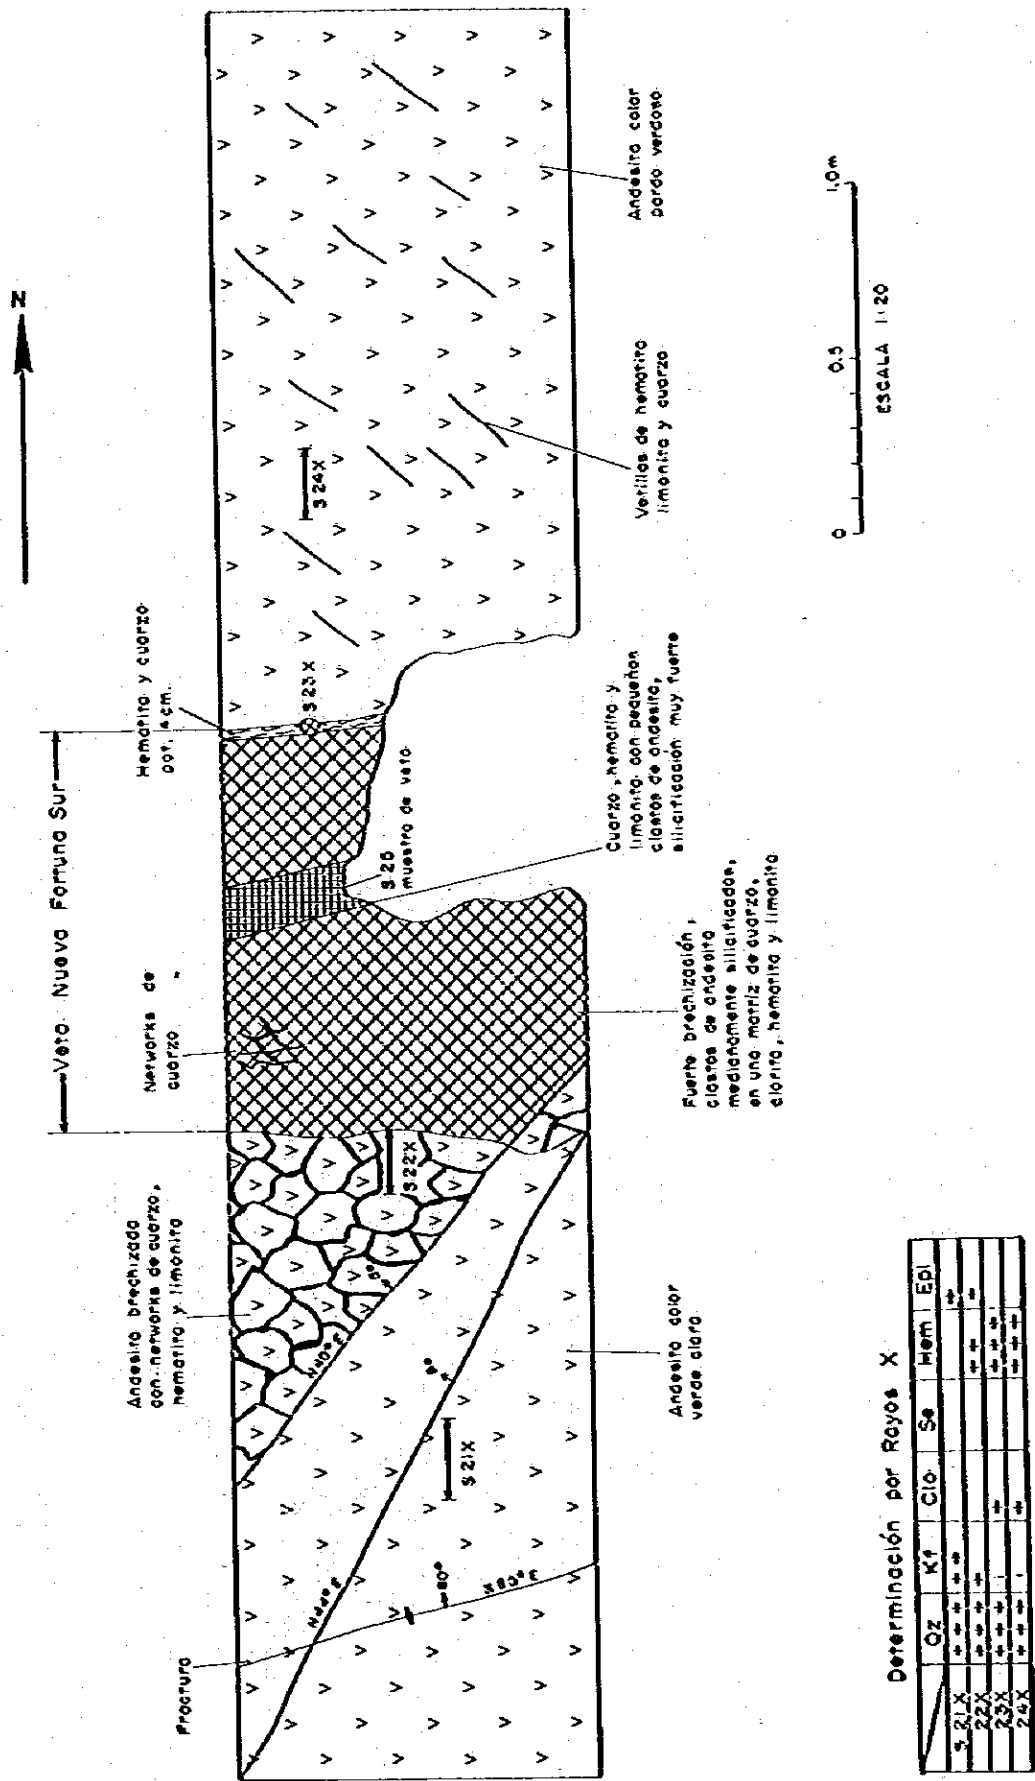 N
Veta Nueva Fortuna Sur
Hematita y cuarzo
pot. 4 cm.
Networks de
cuarzo
Andesita brechizada
con networks de cuarzo,
hematita y limonita
Fractura
S 21X
S 22X
S 23X
S 24X
S 25
muestra de veta
80°
Andesita color
verde claro
Fuerte brechización,
clastos de andesita
medianamente silicificados,
en una matriz de cuarzo,
clorita, hematita y limonita
Cuarzo, hematita y
limonita con pequeños
clastos de andesita,
silicificación muy fuerte
Vetillas de hematita
limonita y cuarzo
Andesita color
pardo verdoso
0 0.5 1.0m
ESCALA 1:20
Determinación por Rayos X
Qz Kf Clo Se Hem Epi
S 21X +++ ++ +
22X +++ + ++ +
23X +++ + +++
24X +++ + +++